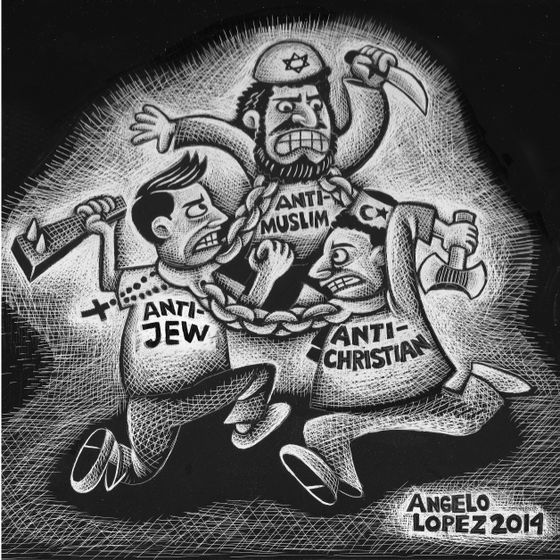 ANTI-
MUSLIM
ANTI-
JEW
ANTI-
CHRISTIAN
ANGELO
LOPEZ 2014